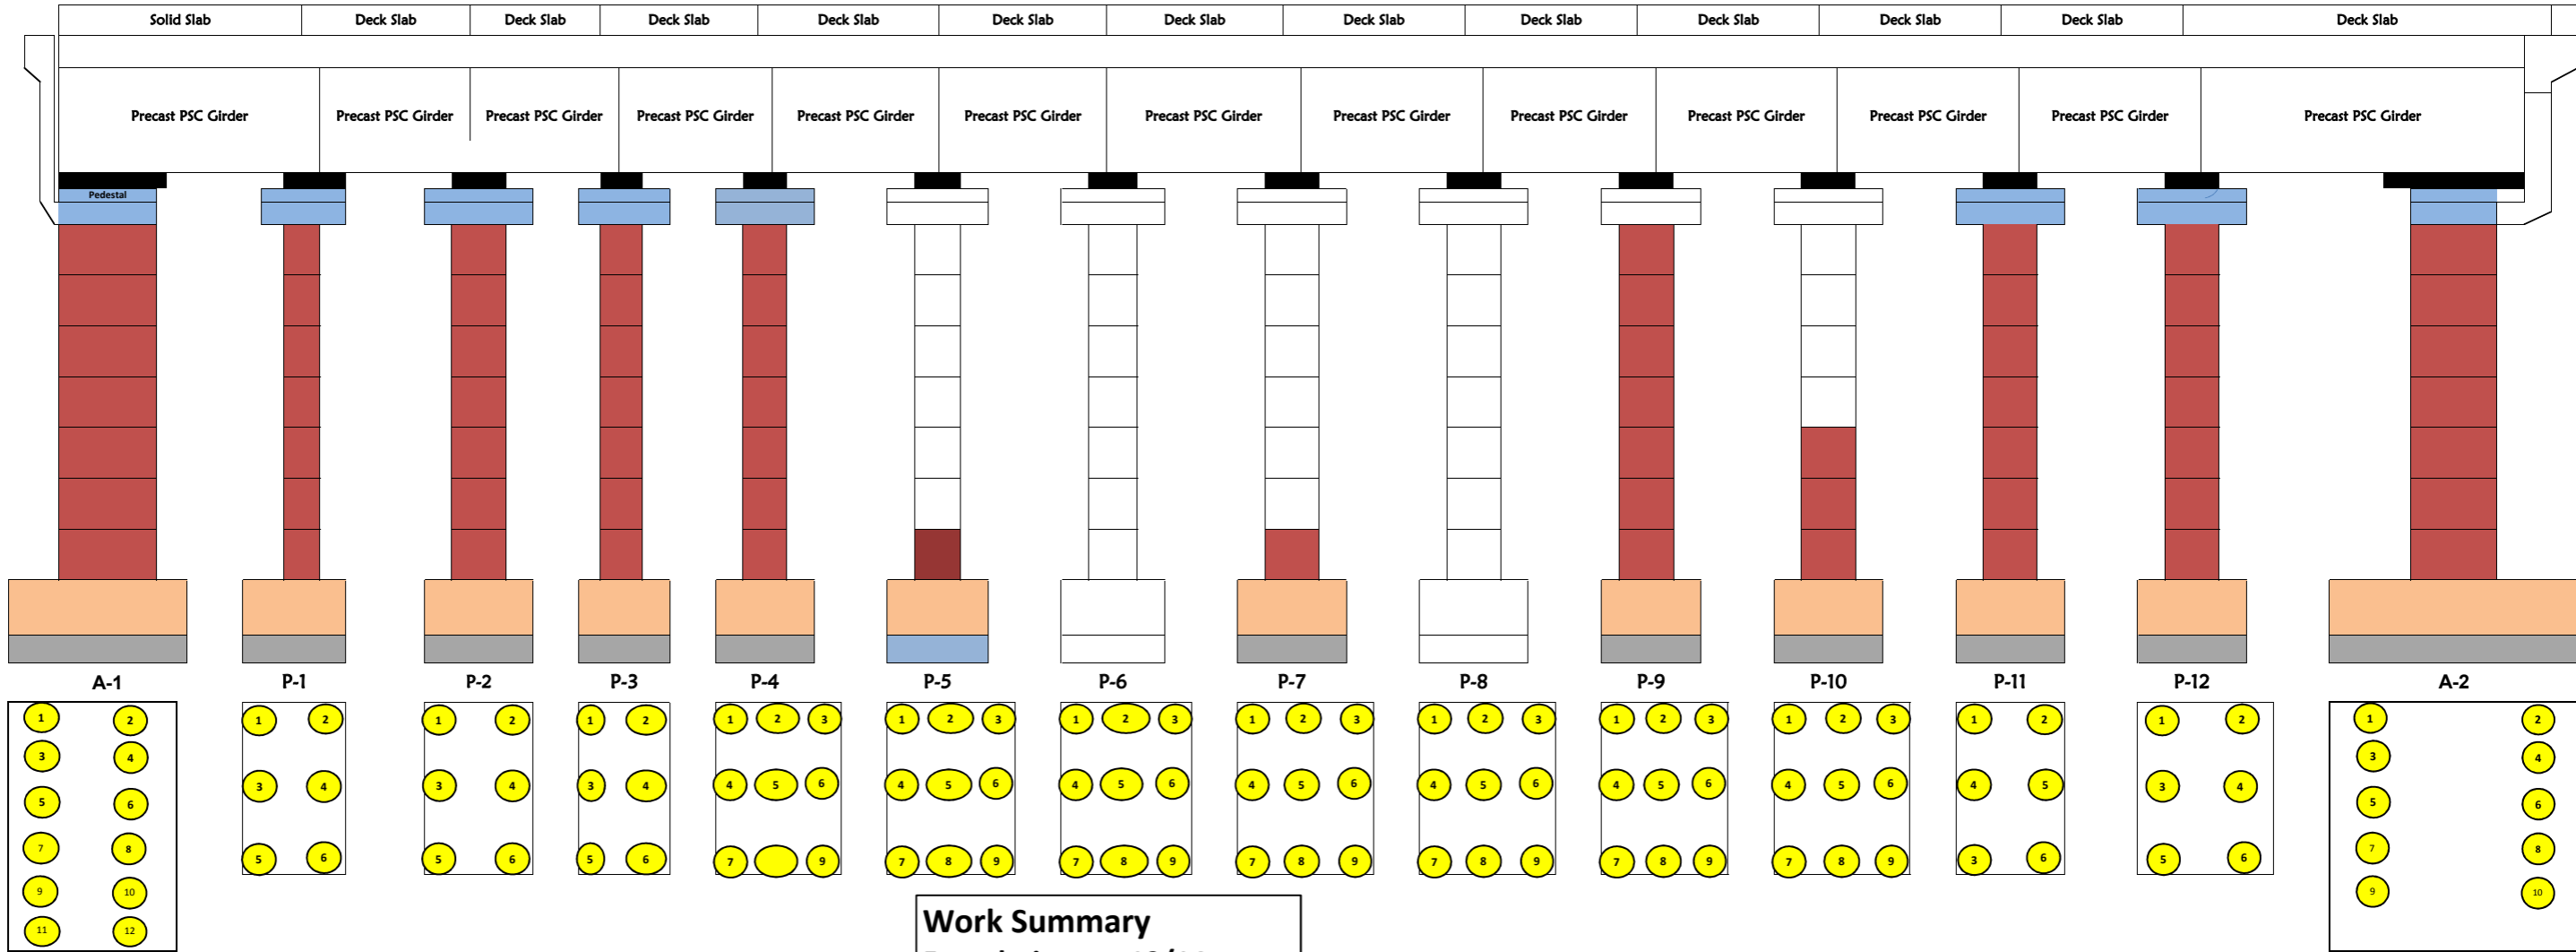 Solid Slab Deck Slab Deck Slab Deck Slab Deck Slab Deck Slab Deck Slab Deck Slab Deck Slab Deck Slab Deck Slab Deck Slab Deck Slab
Precast PSC Girder Precast PSC Girder Precast PSC Girder Precast PSC Girder Precast PSC Girder Precast PSC Girder Precast PSC Girder Precast PSC Girder Precast PSC Girder Precast PSC Girder Precast PSC Girder Precast PSC Girder Precast PSC Girder
Pedestal
A-1 P-1 P-2 P-3 P-4 P-5 P-6 P-7 P-8 P-9 P-10 P-11 P-12 A-2
1 2 1 2 1 2 1 2 1 2 3 1 2 3 1 2 3 1 2 3 1 2 3 1 2 3 1 2 3 1 2 1 2 1 2
3 4 3 4
3 4 3 4 3 4 4 5 6 4 5 6 4 5 6 4 5 6 4 5 6 4 5 6 4 5 6 4 5 3 4
5 6 5 6
7 8 7 8
5 6 5 6 5 6 7 9 7 8 9 7 8 9 7 8 9 7 8 9 7 8 9 7 8 9 3 6 5 6
9 10 9 10
11 12
Work Summary